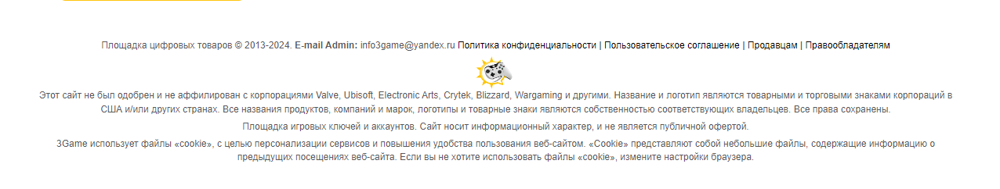 Площадка цифровых товаров © 2013-2024. E-mail Admin: info3game@yandex.ru Политика конфиденциальности | Пользовательское соглашение | Продавцам | Правообладателям
Этот сайт не был одобрен и не аффилирован с корпорациями Valve, Ubisoft, Electronic Arts, Crytek, Blizzard, Wargaming и другими. Название и логотип являются товарными и торговыми знаками корпораций в
США и/или других странах. Все названия продуктов, компаний и марок, логотипы и товарные знаки являются собственностью соответствующих владельцев. Все права сохранены.
Площадка игровых ключей и аккаунтов. Сайт носит информационный характер, и не является публичной офертой.
3Game использует файлы «cookie», с целью персонализации сервисов и повышения удобства пользования веб-сайтом. «Cookie» представляют собой небольшие файлы, содержащие информацию о
предыдущих посещениях веб-сайта. Если вы не хотите использовать файлы «cookie», измените настройки браузера.